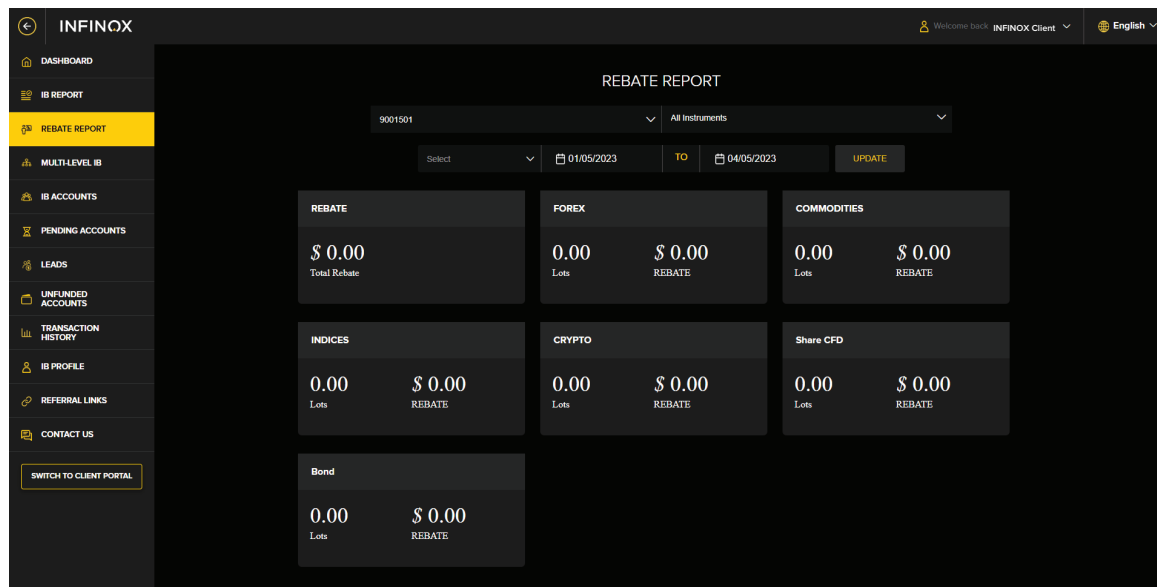 INFINOX
Welcome back INFINOX Client
English
DASHBOARD
IB REPORT
REBATE REPORT
MULTI-LEVEL IB
IB ACCOUNTS
PENDING ACCOUNTS
LEADS
UNFUNDED
ACCOUNTS
TRANSACTION
HISTORY
IB PROFILE
REFERRAL LINKS
CONTACT US
SWITCH TO CLIENT PORTAL
REBATE REPORT
9001501 All Instruments
Select 01/05/2023 TO 04/05/2023 UPDATE
REBATE
$ 0.00
Total Rebate
FOREX
0.00 $ 0.00
Lots REBATE
COMMODITIES
0.00 $ 0.00
Lots REBATE
INDICES
0.00 $ 0.00
Lots REBATE
CRYPTO
0.00 $ 0.00
Lots REBATE
Share CFD
0.00 $ 0.00
Lots REBATE
Bond
0.00 $ 0.00
Lots REBATE